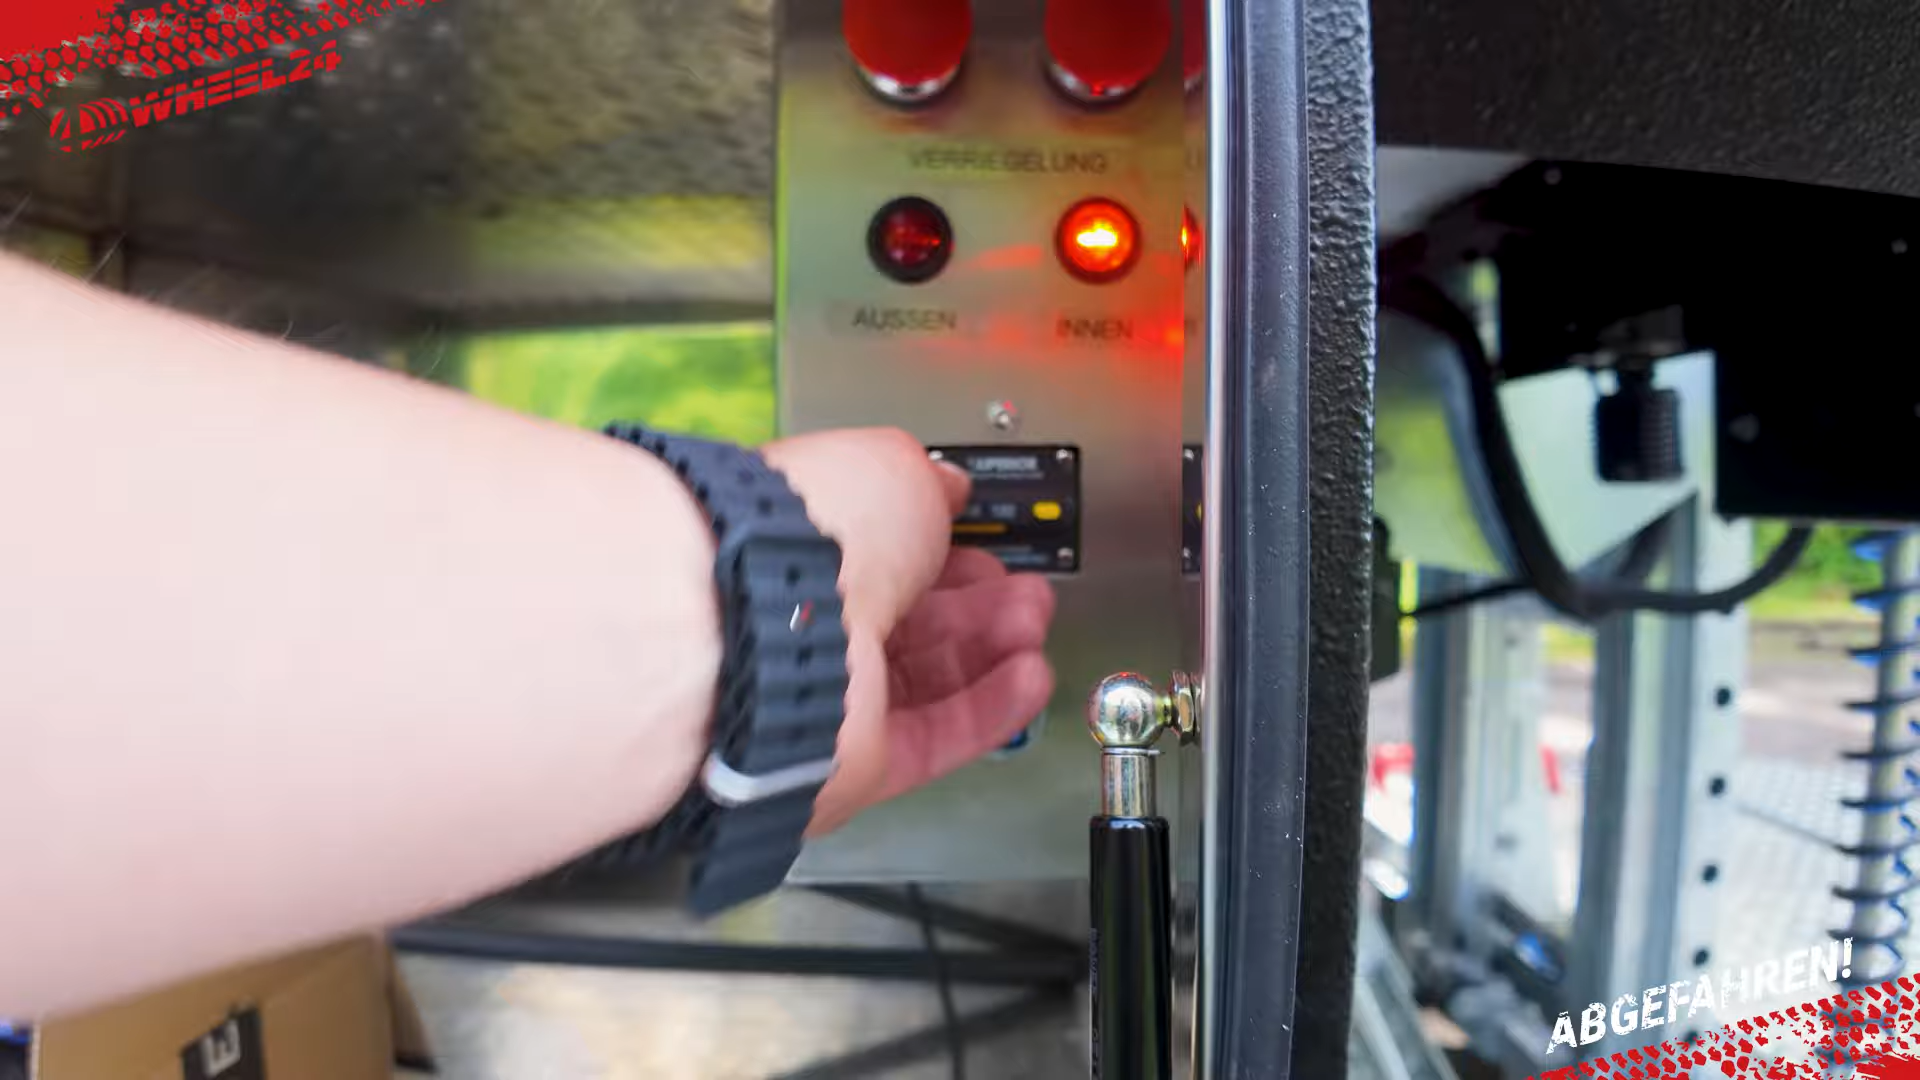 WHEEL24
VERRIEGELUNG
AUSSEN
INNEN
E
ABGEFAHREN!